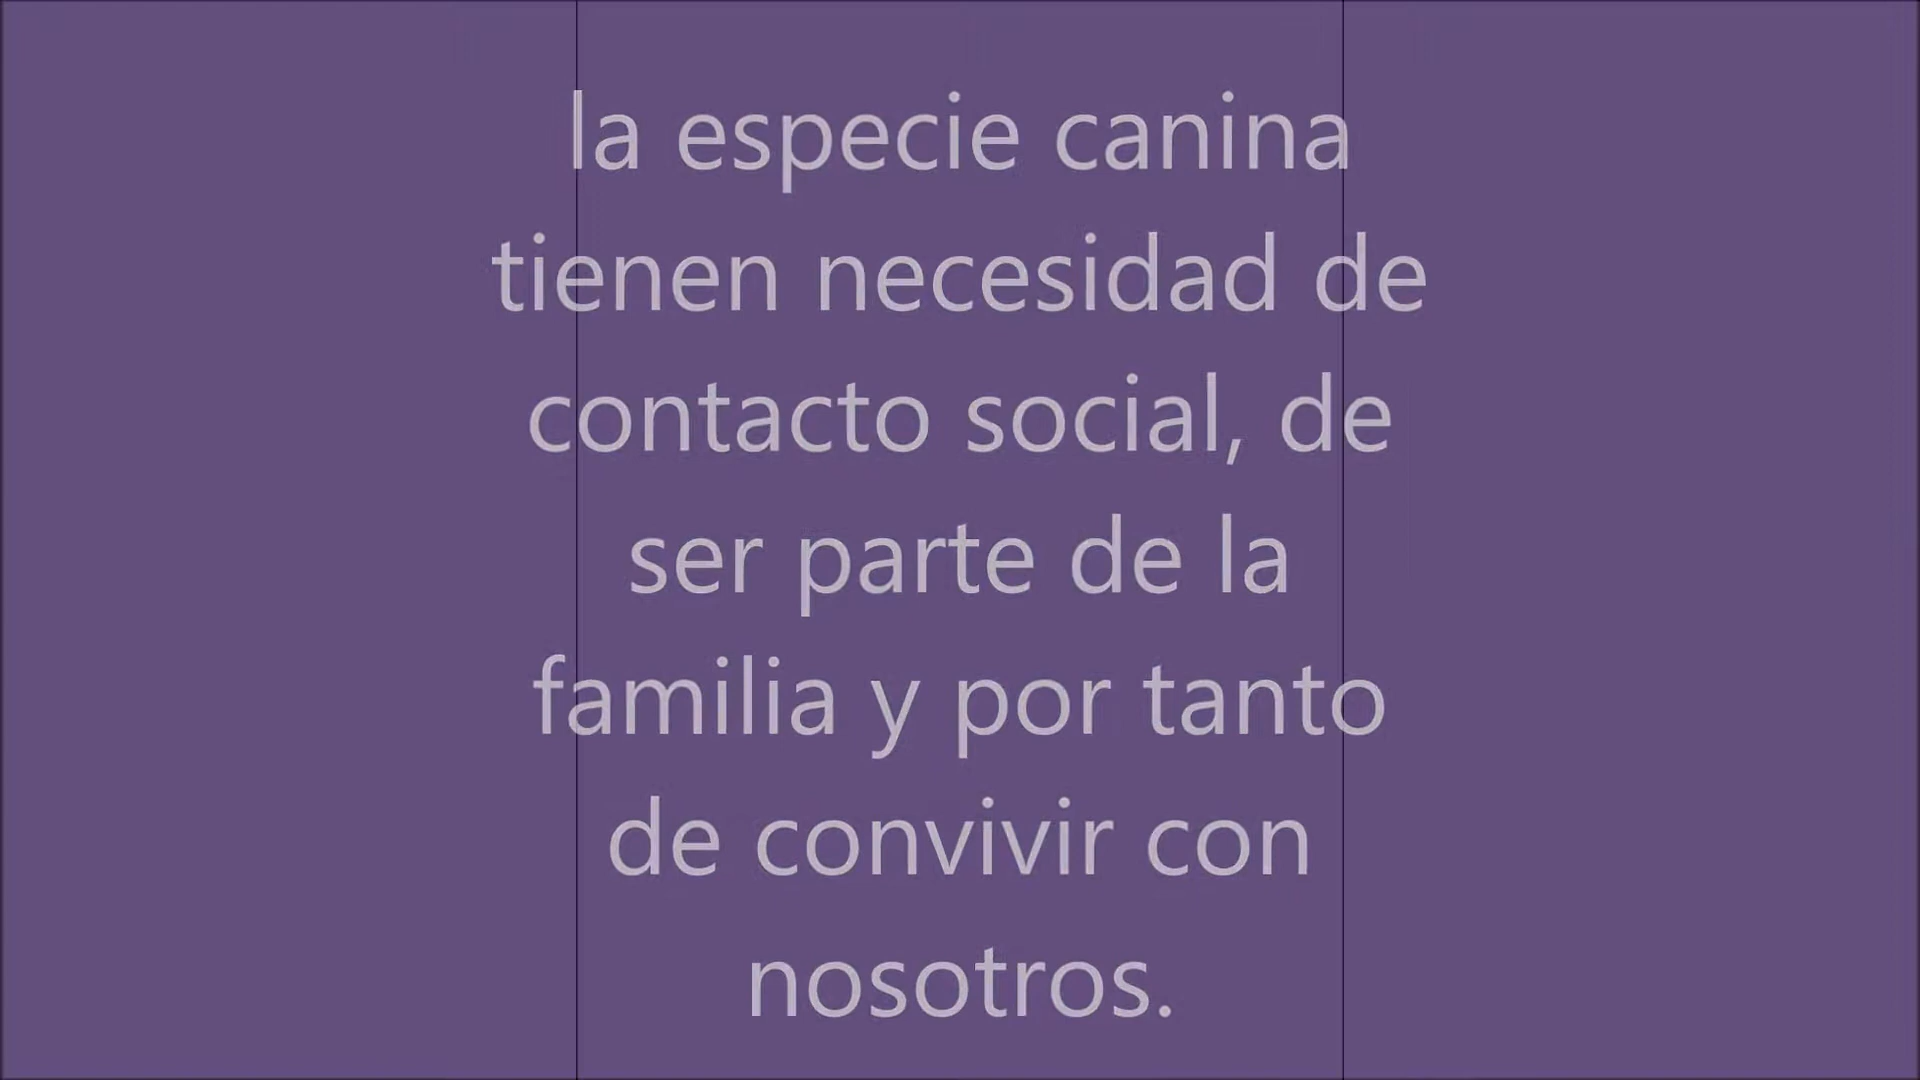 la especie canina
tienen necesidad de
contacto social, de
ser parte de la
familia y por tanto
de convivir con
nosotros.